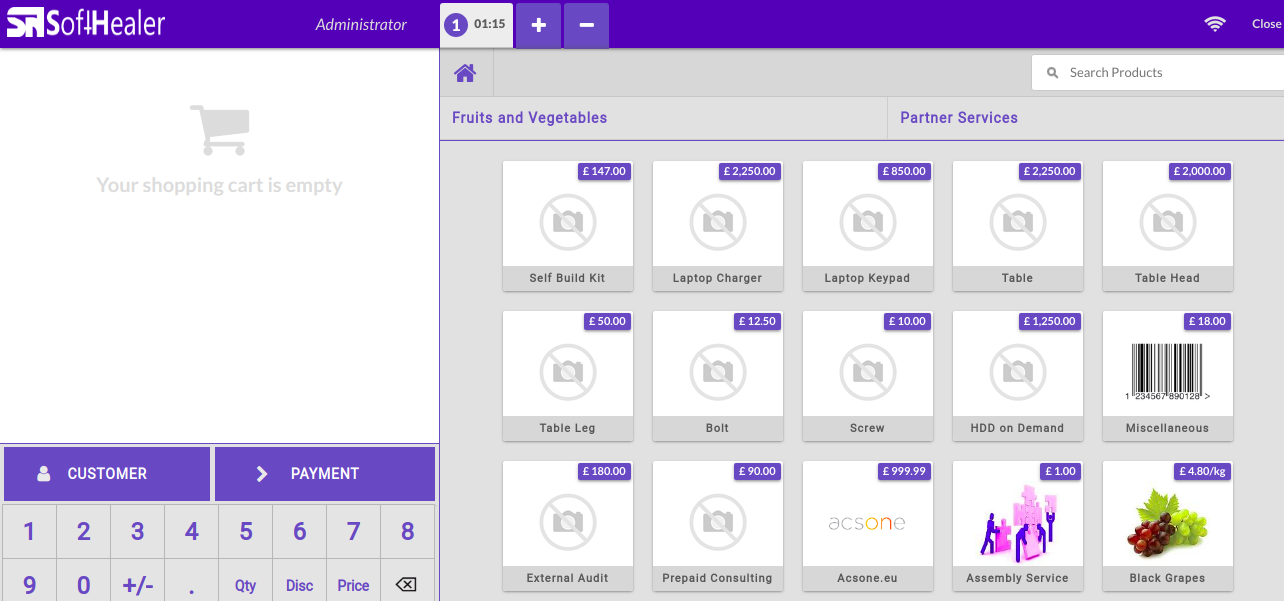 SoftHealer
Administrator
1 01:15
+
-
Close
Search Products
Fruits and Vegetables
Partner Services
Your shopping cart is empty
£ 147.00
£ 2,250.00
£ 850.00
£ 2,250.00
£ 2,000.00
Self Build Kit
Laptop Charger
Laptop Keypad
Table
Table Head
£ 50.00
£ 12.50
£ 10.00
£ 1,250.00
£ 18.00
1 234567 890128 >
Table Leg
Bolt
Screw
HDD on Demand
Miscellaneous
£ 180.00
£ 90.00
£ 999.99
£ 1.00
£ 4.80/kg
acsone
External Audit
Prepaid Consulting
Acsone.eu
Assembly Service
Black Grapes
CUSTOMER
PAYMENT
1 2 3 4 5 6 7 8
9 0 +/- . Qty Disc Price